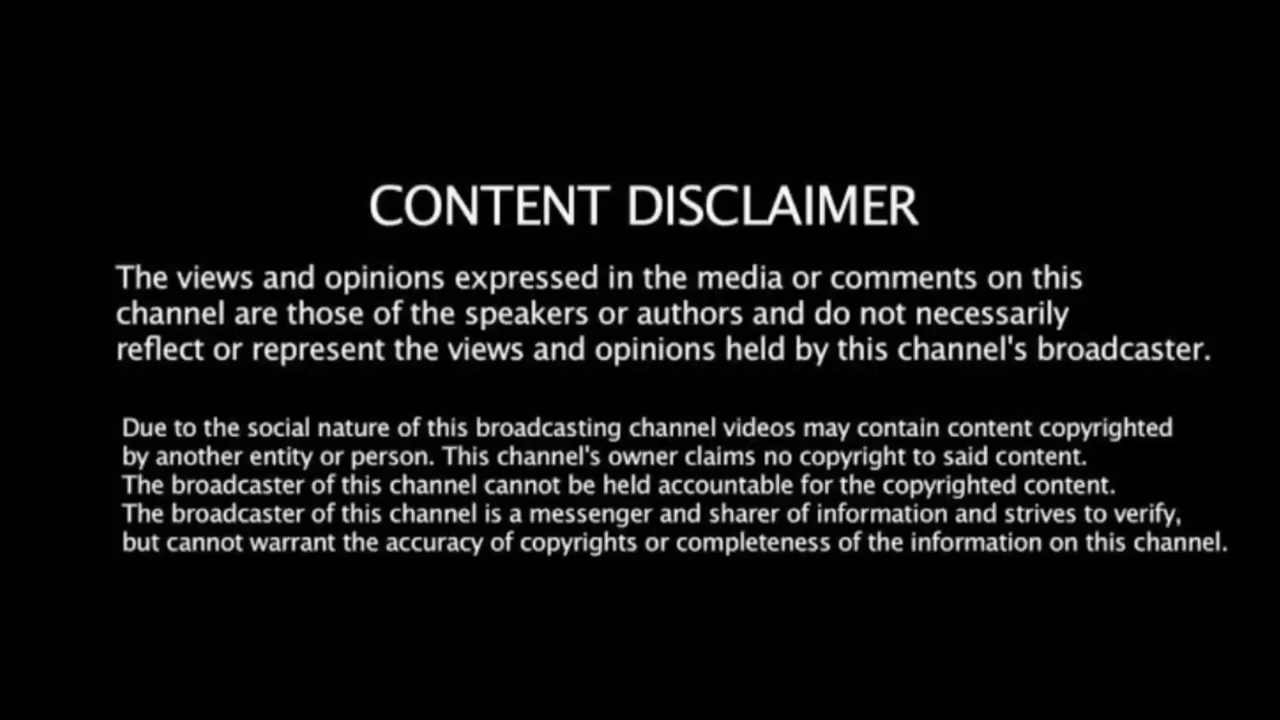 CONTENT DISCLAIMER
The views and opinions expressed in the media or comments on this
channel are those of the speakers or authors and do not necessarily
reflect or represent the views and opinions held by this channel's broadcaster.
Due to the social nature of this broadcasting channel videos may contain content copyrighted
by another entity or person. This channel's owner claims no copyright to said content.
The broadcaster of this channel cannot be held accountable for the copyrighted content.
The broadcaster of this channel is a messenger and sharer of information and strives to verify,
but cannot warrant the accuracy of copyrights or completeness of the information on this channel.